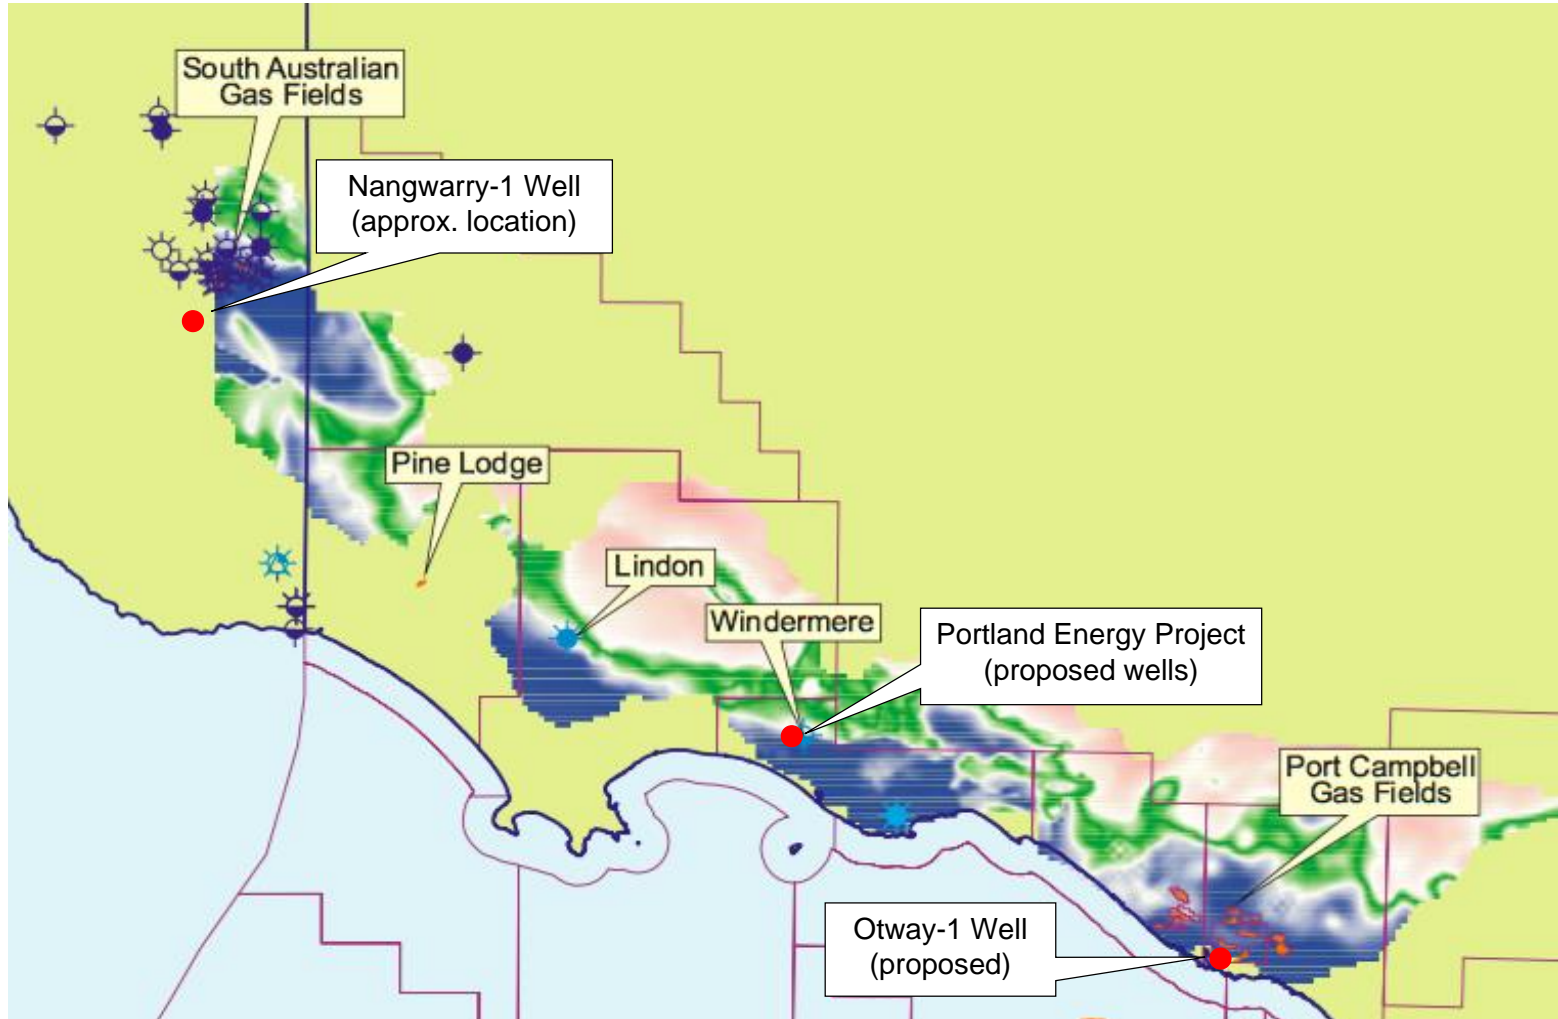 South Australian
Gas Fields
Nangwarry-1 Well
(approx. location)
Pine Lodge
Lindon
Windermere
Portland Energy Project
(proposed wells)
Port Campbell
Gas Fields
Otway-1 Well
(proposed)